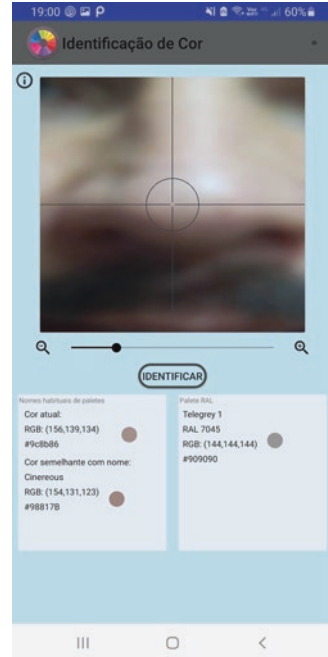 19:00
60%
Identificação de Cor
IDENTIFICAR
Nomes habituais de paletes
Cor atual:
RGB: (156,139,134)
#9c8b86
Cor semelhante com nome:
Cinereous
RGB: (154,131,123)
#98817B
Palete RAL
Telegrey 1
RAL 7045
RGB: (144,144,144)
#909090